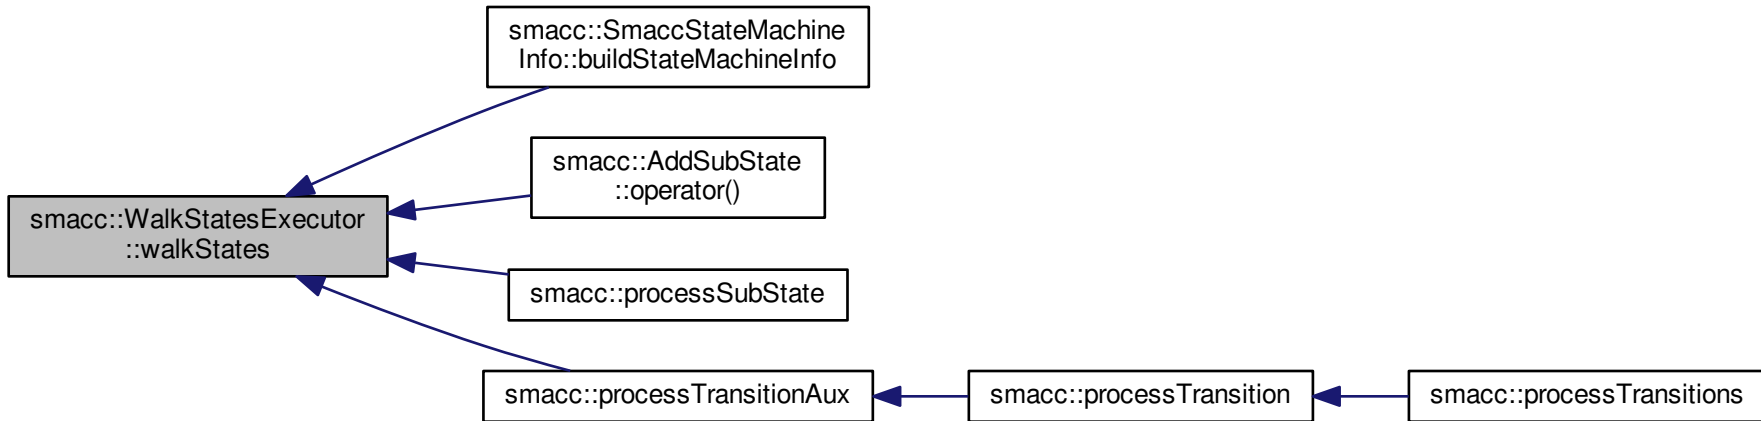 smacc::SmaccStateMachine
Info::buildStateMachineInfo
smacc::AddSubState
::operator()
smacc::WalkStatesExecutor
::walkStates
smacc::processSubState
smacc::processTransitionAux
smacc::processTransition
smacc::processTransitions